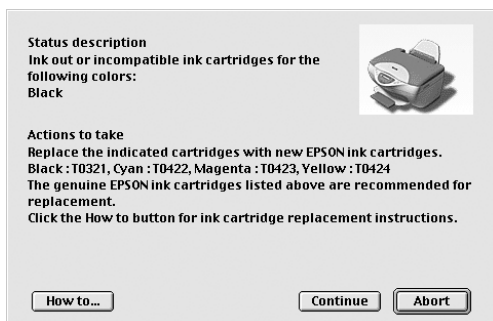 Status description
Ink out or incompatible ink cartridges for the
following colors:
Black
Actions to take
Replace the indicated cartridges with new EPSON ink cartridges.
Black : T0321, Cyan : T0422, Magenta : T0423, Yellow : T0424
The genuine EPSON ink cartridges listed above are recommended for
replacement.
Click the How to button for ink cartridge replacement instructions.
How to...
Continue
Abort